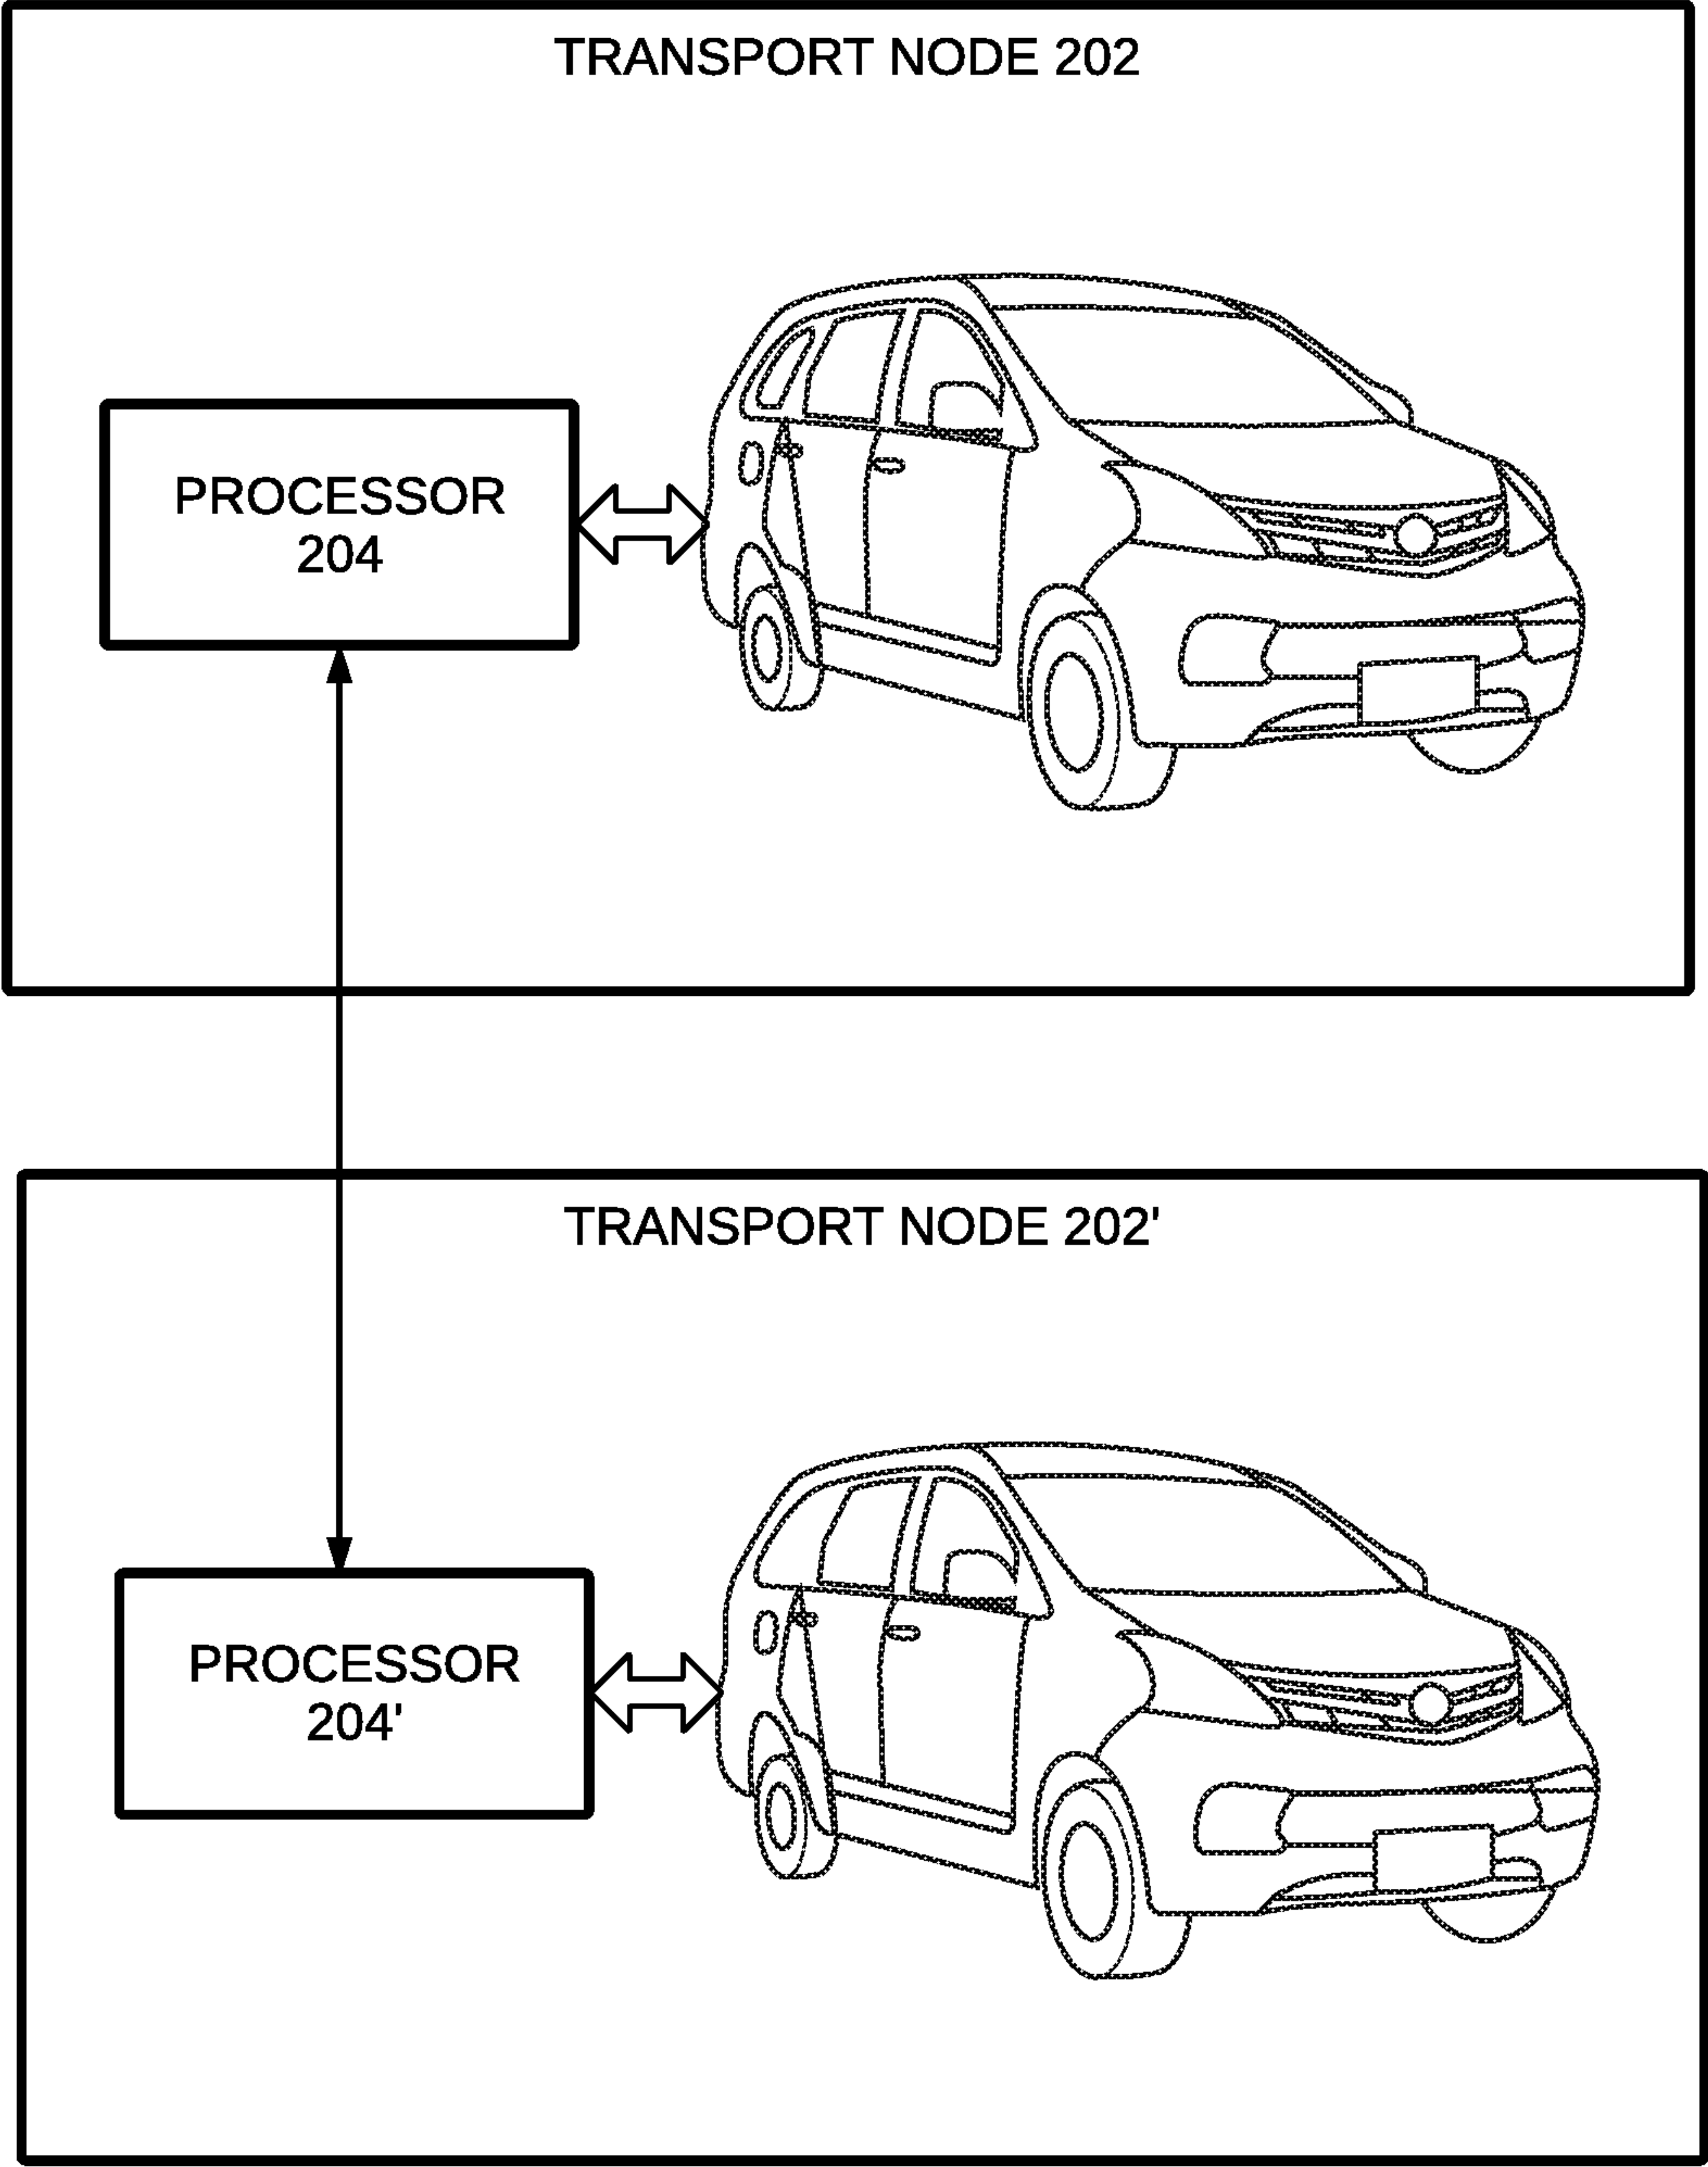 TRANSPORT NODE 202
PROCESSOR
204
TRANSPORT NODE 202'
PROCESSOR
204'